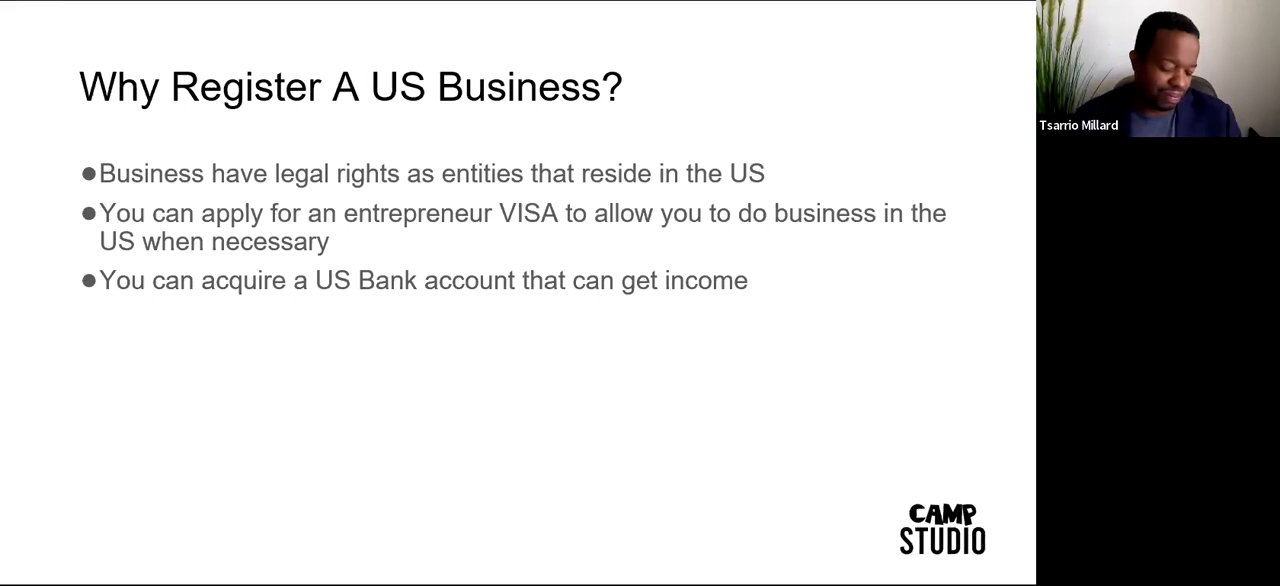 Why Register A US Business?
●Business have legal rights as entities that reside in the US
●You can apply for an entrepreneur VISA to allow you to do business in the
US when necessary
●You can acquire a US Bank account that can get income
CAMP
STUDIO
Tsarrio Millard